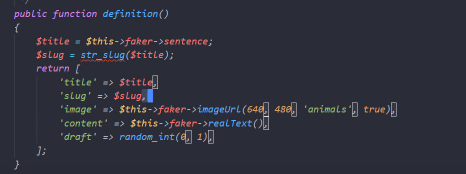 public function definition()
{
    $title = $this->faker->sentence;
    $slug = str_slug($title);
    return [
        'title' => $title,
        'slug' => $slug,
        'image' => $this->faker->imageUrl(640, 480, 'animals', true),
        'content' => $this->faker->realText(),
        'draft' => random_int(0, 1),
    ];
}